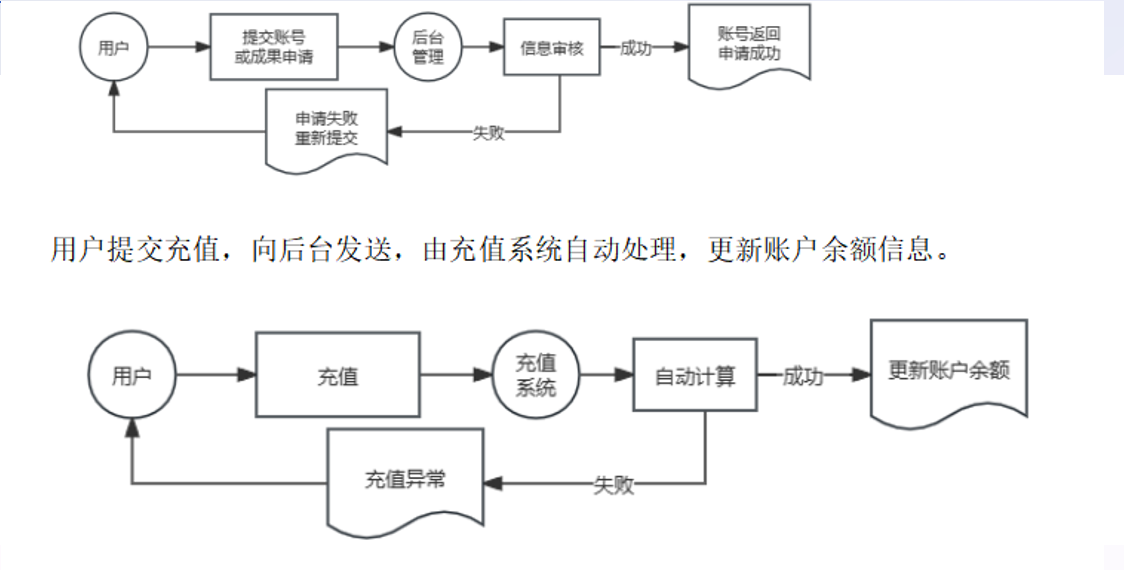 用户
提交账号
或成果申请
后台
管理
信息审核
成功
账号返回
申请成功
申请失败
重新提交
失败
用户提交充值，向后台发送，由充值系统自动处理，更新账户余额信息。
用户
充值
充值
系统
自动计算
成功
更新账户余额
充值异常
失败